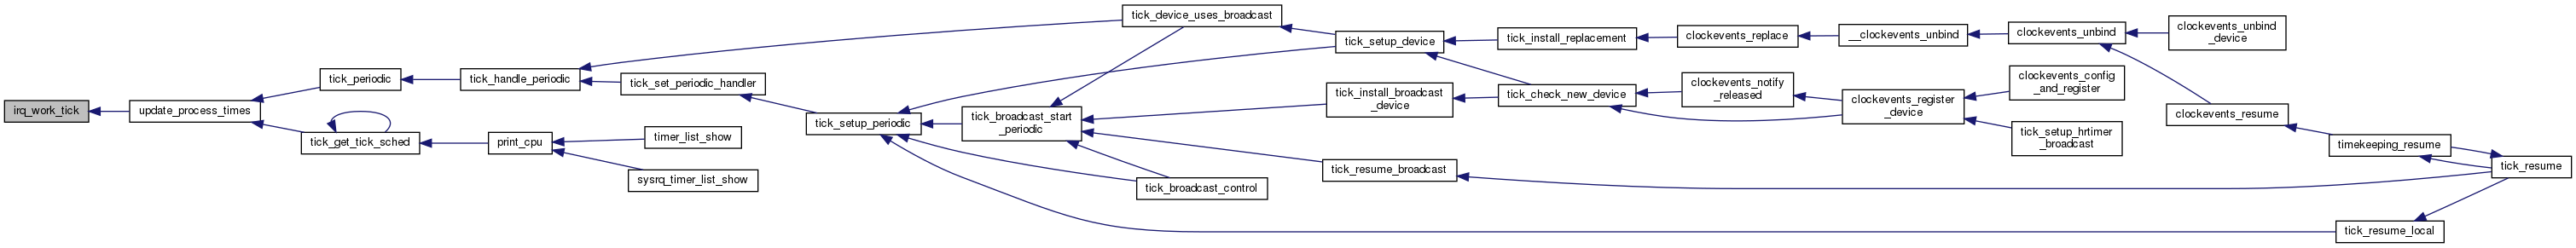 irq_work_tick
update_process_times
tick_periodic
tick_get_tick_sched
tick_handle_periodic
print_cpu
tick_set_periodic_handler
timer_list_show
sysrq_timer_list_show
tick_setup_periodic
tick_broadcast_start
_periodic
tick_device_uses_broadcast
tick_broadcast_control
tick_setup_device
tick_install_broadcast
_device
tick_resume_broadcast
tick_resume_local
tick_install_replacement
tick_check_new_device
clockevents_replace
clockevents_notify
_released
__clockevents_unbind
clockevents_register
_device
clockevents_unbind
clockevents_config
_and_register
tick_setup_hrtimer
_broadcast
clockevents_unbind
_device
clockevents_resume
timekeeping_resume
tick_resume